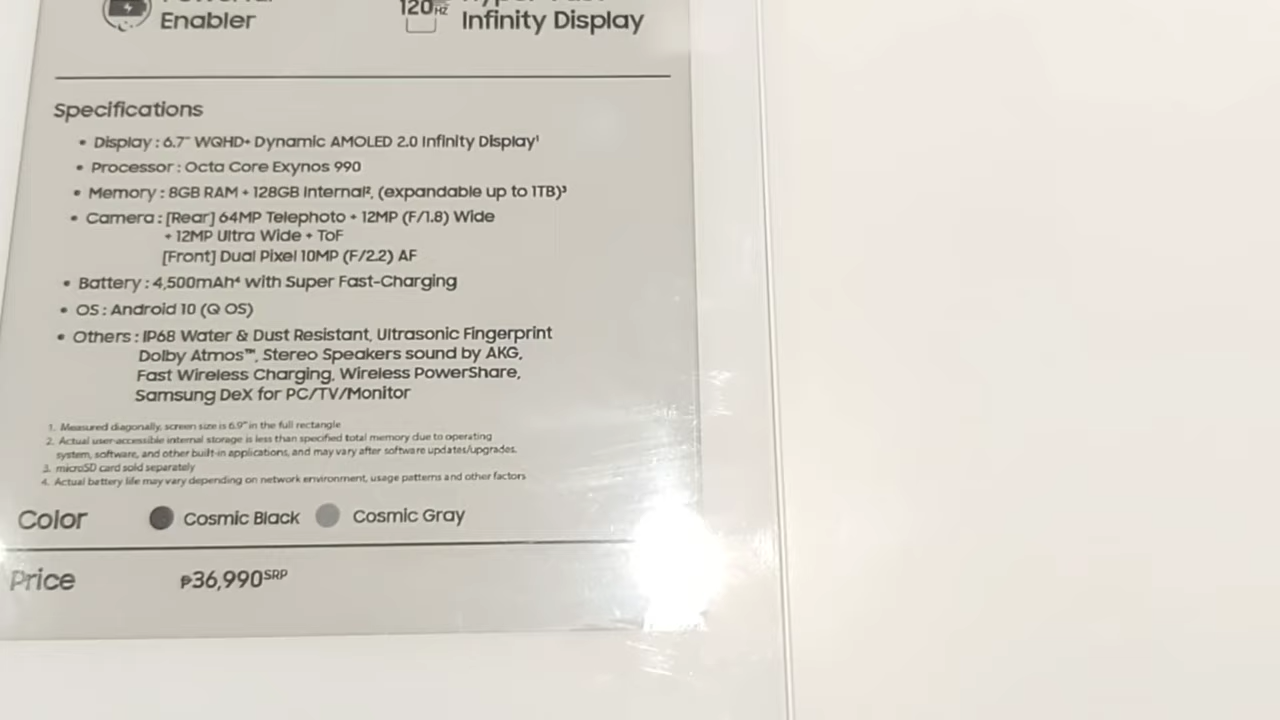 Enabler
120Hz
Infinity Display
Specifications
• Display : 6.7" WQHD+ Dynamic AMOLED 2.0 Infinity Display¹
• Processor : Octa Core Exynos 990
• Memory : 8GB RAM + 128GB Internal², (expandable up to 1TB)³
• Camera : [Rear] 64MP Telephoto + 12MP (F/1.8) Wide
+ 12MP Ultra Wide + ToF
[Front] Dual Pixel 10MP (F/2.2) AF
• Battery : 4,500mAh⁴ with Super Fast-Charging
• OS : Android 10 (Q OS)
• Others : IP68 Water & Dust Resistant, Ultrasonic Fingerprint
Dolby Atmos™, Stereo Speakers sound by AKG,
Fast Wireless Charging, Wireless PowerShare,
Samsung DeX for PC/TV/Monitor
1. Measured diagonally, screen size is 6.9" in the full rectangle
2. Actual user-accessible internal storage is less than specified total memory due to operating
system, software, and other built-in applications, and may vary after software updates/upgrades.
3. microSD card sold separately
4. Actual battery life may vary depending on network environment, usage patterns and other factors
Color Cosmic Black Cosmic Gray
Price ₱36,990 SRP